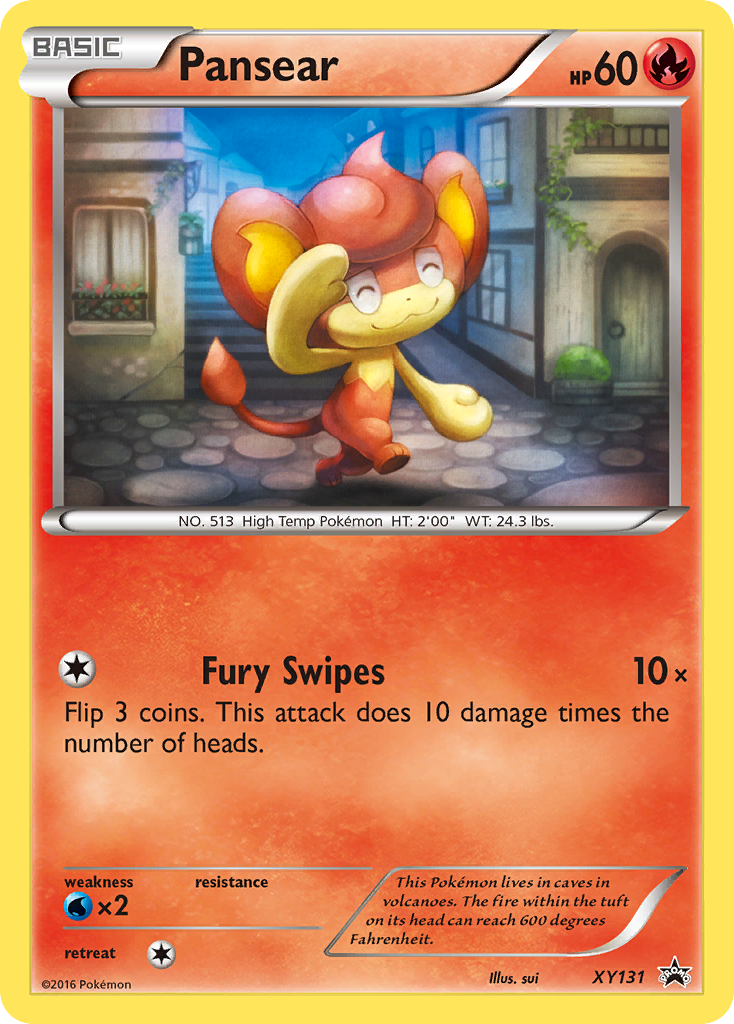 BASIC
Pansear
HP 60
NO. 513 High Temp Pokémon HT: 2'00" WT: 24.3 lbs.
Fury Swipes 10×
Flip 3 coins. This attack does 10 damage times the
number of heads.
weakness resistance
×2
retreat
This Pokémon lives in caves in
volcanoes. The fire within the tuft
on its head can reach 600 degrees
Fahrenheit.
©2016 Pokémon Illus. sui XY131 PROMO